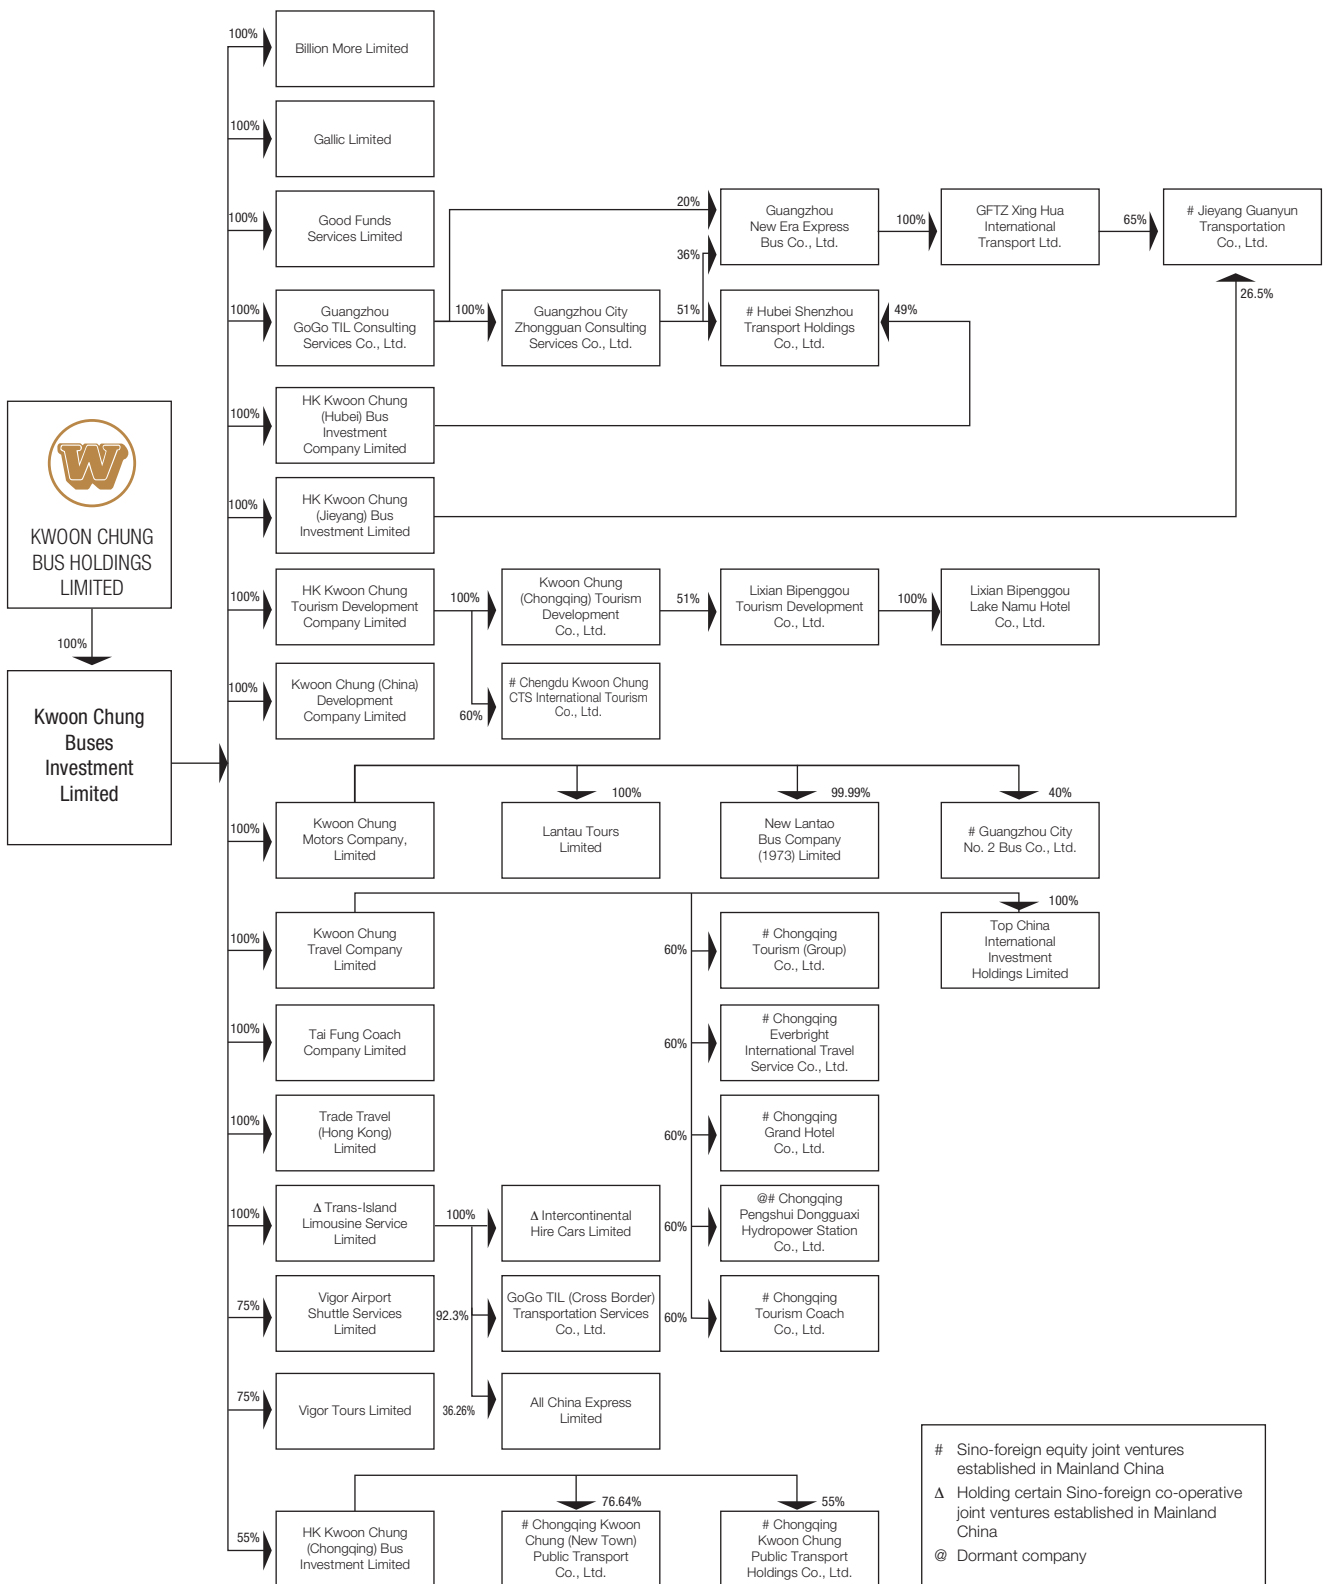 W
KWOON CHUNG
BUS HOLDINGS
LIMITED
100%
Kwoon Chung
Buses
Investment
Limited
100%
Billion More Limited
100%
Gallic Limited
100%
Good Funds
Services Limited
100%
Guangzhou
GoGo TIL Consulting
Services Co., Ltd.
100%
Guangzhou City
Zhongguan Consulting
Services Co., Ltd.
20%
36%
Guangzhou
New Era Express
Bus Co., Ltd.
100%
GFTZ Xing Hua
International
Transport Ltd.
65%
# Jieyang Guanyun
Transportation
Co., Ltd.
26.5%
51%
# Hubei Shenzhou
Transport Holdings
Co., Ltd.
49%
100%
HK Kwoon Chung
(Hubei) Bus
Investment
Company Limited
100%
HK Kwoon Chung
(Jieyang) Bus
Investment Limited
100%
HK Kwoon Chung
Tourism Development
Company Limited
100%
Kwoon Chung
(Chongqing) Tourism
Development
Co., Ltd.
51%
Lixian Bipenggou
Tourism Development
Co., Ltd.
100%
Lixian Bipenggou
Lake Namu Hotel
Co., Ltd.
60%
# Chengdu Kwoon Chung
CTS International Tourism
Co., Ltd.
100%
Kwoon Chung (China)
Development
Company Limited
100%
Kwoon Chung
Motors Company,
Limited
100%
Lantau Tours
Limited
99.99%
New Lantao
Bus Company
(1973) Limited
40%
# Guangzhou City
No. 2 Bus Co., Ltd.
100%
Kwoon Chung
Travel Company
Limited
60%
# Chongqing
Tourism (Group)
Co., Ltd.
100%
Top China
International
Investment
Holdings Limited
100%
Tai Fung Coach
Company Limited
60%
# Chongqing
Everbright
International Travel
Service Co., Ltd.
100%
Trade Travel
(Hong Kong)
Limited
60%
# Chongqing
Grand Hotel
Co., Ltd.
100%
Δ Trans-Island
Limousine Service
Limited
100%
Δ Intercontinental
Hire Cars Limited
60%
@# Chongqing
Pengshui Dongguaxi
Hydropower Station
Co., Ltd.
75%
Vigor Airport
Shuttle Services
Limited
92.3%
GoGo TIL (Cross Border)
Transportation Services
Co., Ltd.
60%
# Chongqing
Tourism Coach
Co., Ltd.
75%
Vigor Tours Limited
36.26%
All China Express
Limited
55%
HK Kwoon Chung
(Chongqing) Bus
Investment Limited
76.64%
# Chongqing Kwoon
Chung (New Town)
Public Transport
Co., Ltd.
55%
# Chongqing
Kwoon Chung
Public Transport
Holdings Co., Ltd.
# Sino-foreign equity joint ventures
established in Mainland China
Δ Holding certain Sino-foreign co-operative
joint ventures established in Mainland
China
@ Dormant company